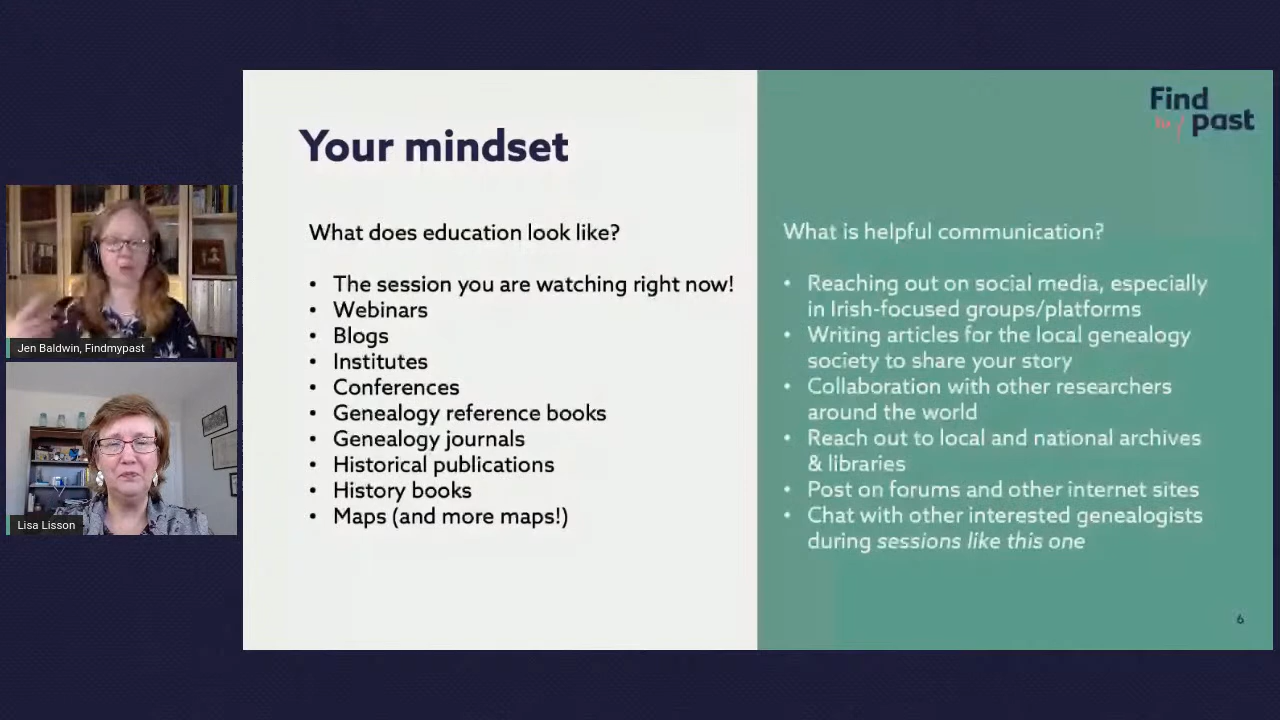 Find
my past
Your mindset
What does education look like?
• The session you are watching right now!
• Webinars
• Blogs
• Institutes
• Conferences
• Genealogy reference books
• Genealogy journals
• Historical publications
• History books
• Maps (and more maps!)
What is helpful communication?
• Reaching out on social media, especially
in Irish-focused groups/platforms
• Writing articles for the local genealogy
society to share your story
• Collaboration with other researchers
around the world
• Reach out to local and national archives
& libraries
• Post on forums and other internet sites
• Chat with other interested genealogists
during sessions like this one
6
Jen Baldwin, Findmypast
Lisa Lisson